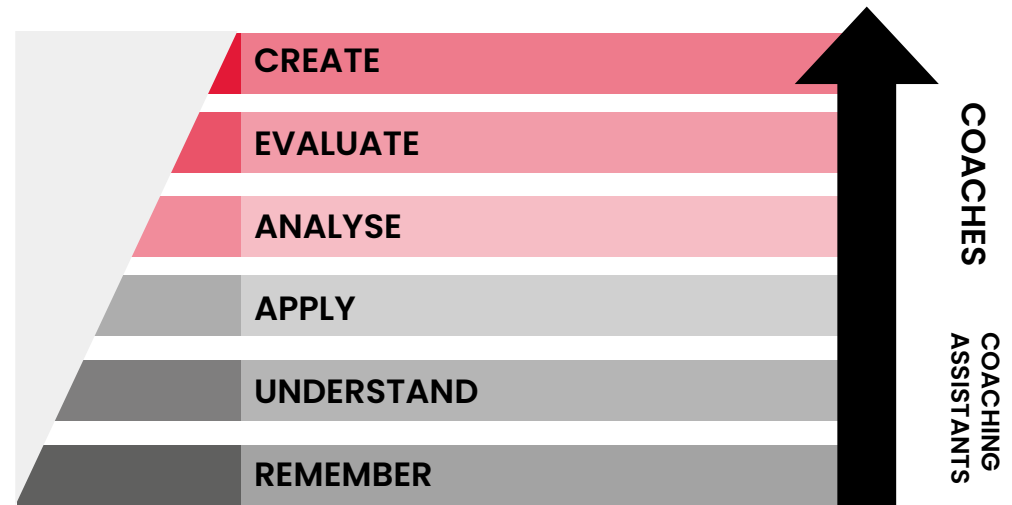 CREATE
EVALUATE
ANALYSE
APPLY
UNDERSTAND
REMEMBER
COACHES
COACHING
ASSISTANTS